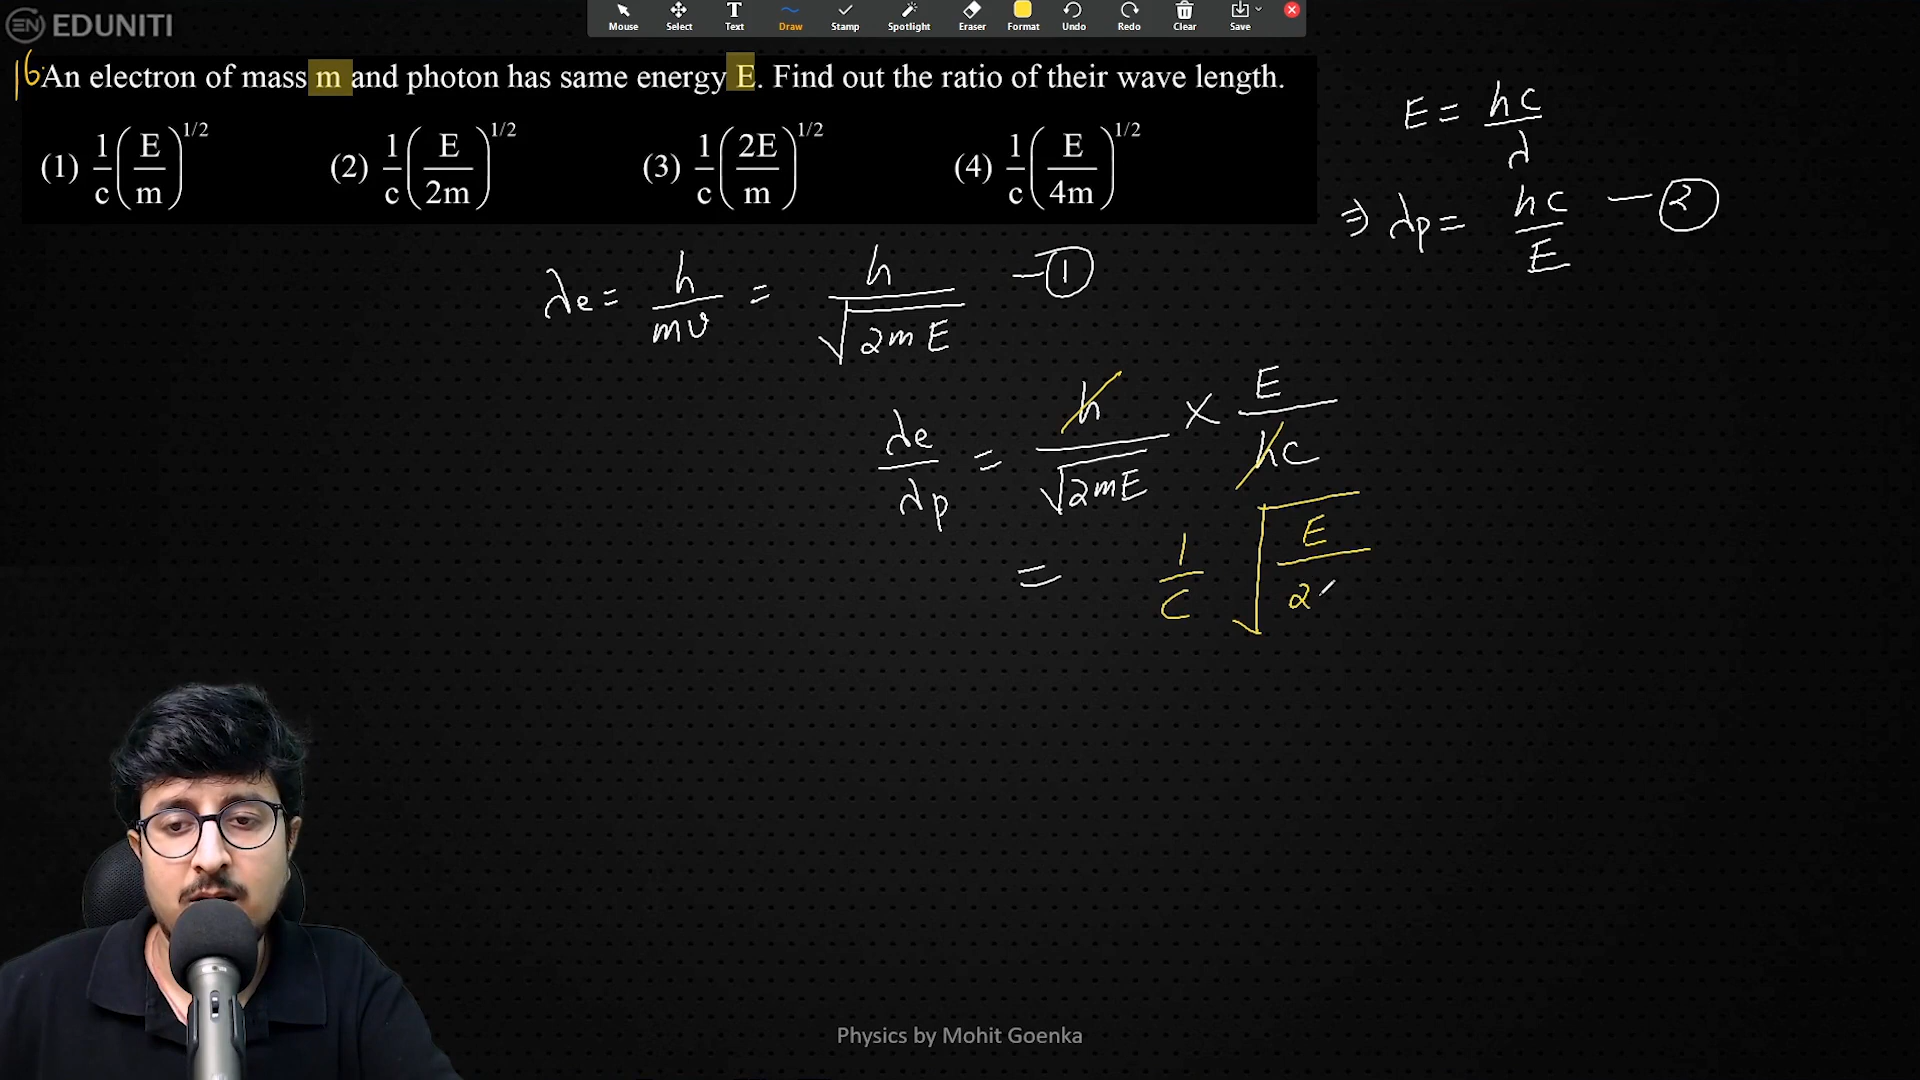 EN EDUNITI
Mouse Select Text Draw Stamp Spotlight Eraser Format Undo Redo Clear Save
16. An electron of mass m and photon has same energy E. Find out the ratio of their wave length.
(1) 1/c (E/m)^1/2 (2) 1/c (E/2m)^1/2 (3) 1/c (2E/m)^1/2 (4) 1/c (E/4m)^1/2
E = hc/λ
⇒ λp = hc/E — ②
λe = h/mv = h/√2mE — ①
λe/λp = h/√2mE × E/hc
= 1/c √E/2
Physics by Mohit Goenka